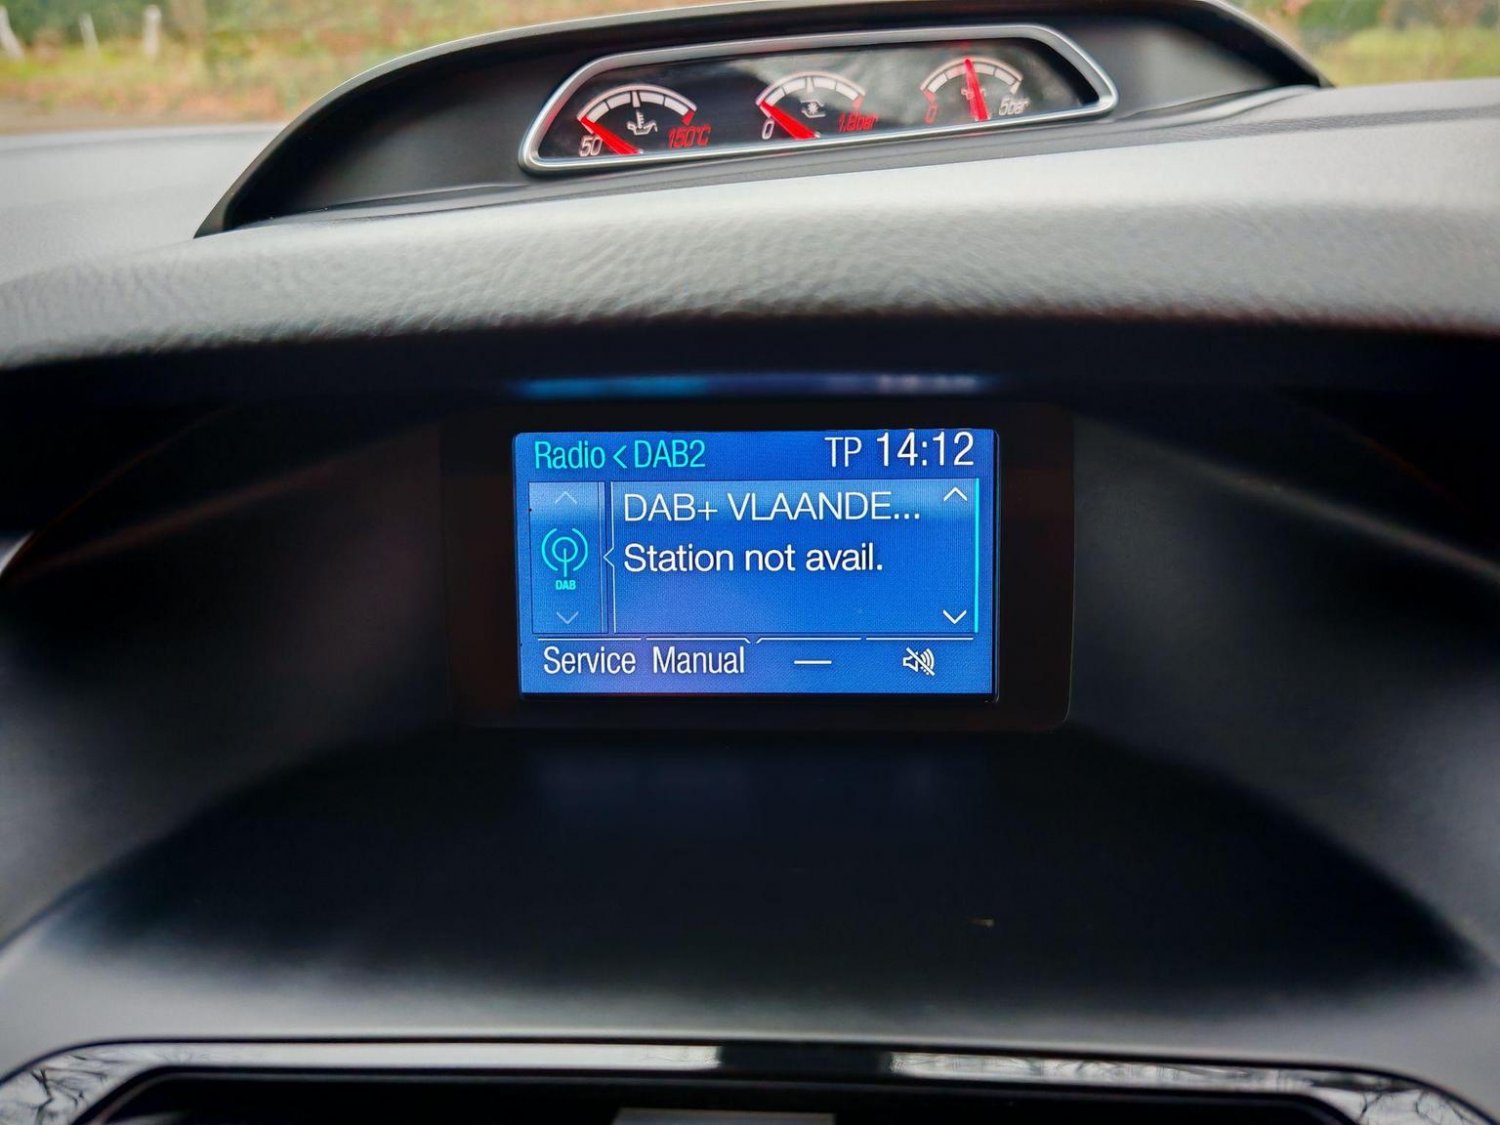 50 150°C
0 1.8bar
0 5bar
Radio < DAB2 TP 14:12
DAB+ VLAANDE...
Station not avail.
DAB
Service Manual —